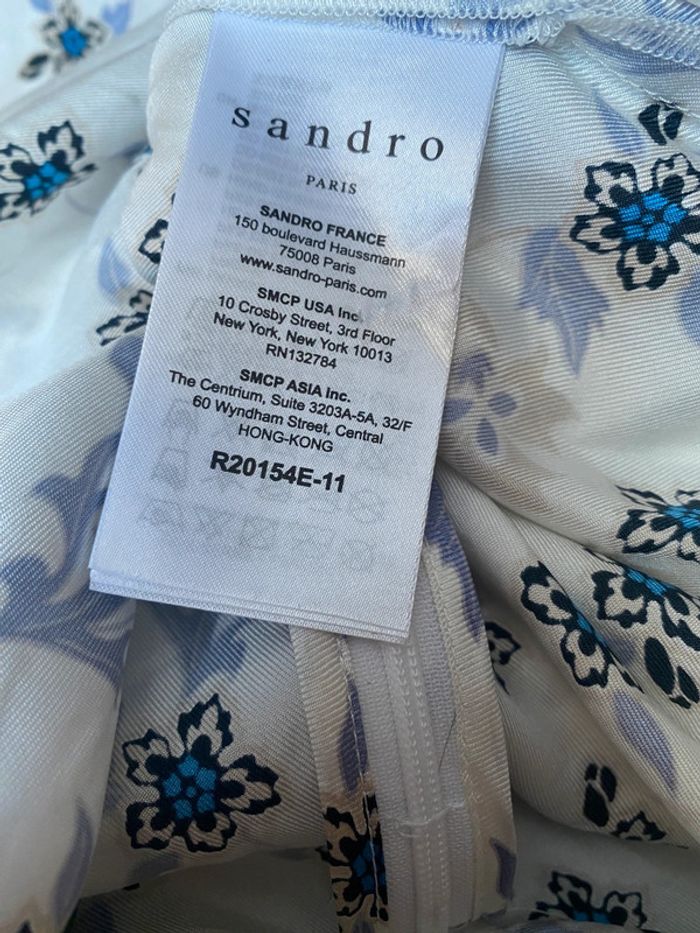 sandro
PARIS
SANDRO FRANCE
150 boulevard Haussmann
75008 Paris
www.sandro-paris.com
SMCP USA Inc.
10 Crosby Street, 3rd Floor
New York, New York 10013
RN132784
SMCP ASIA Inc.
The Centrium, Suite 3203A-5A, 32/F
60 Wyndham Street, Central
HONG-KONG
R20154E-11